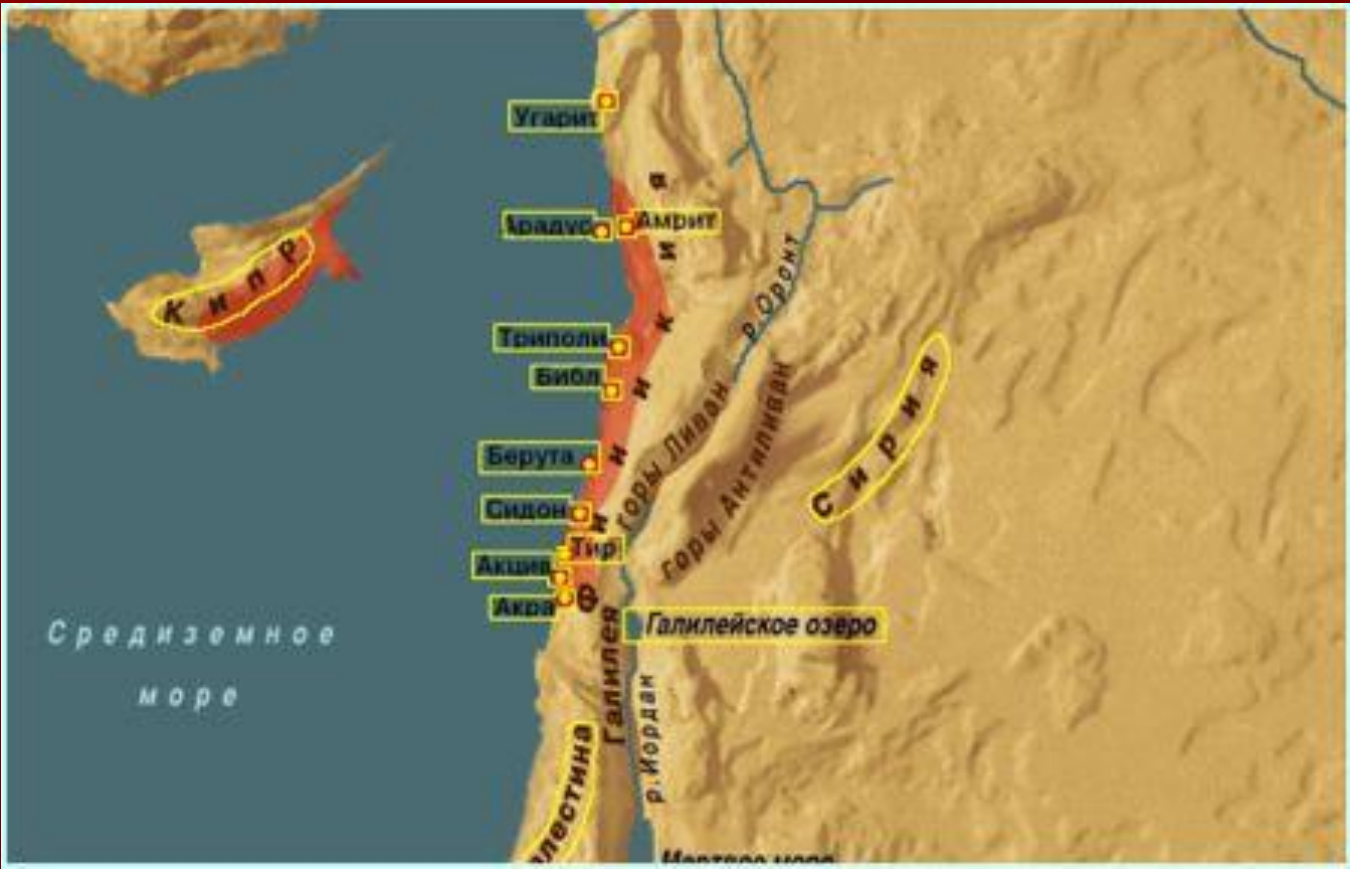 Угарит
Арадус
Амрит
Кипр
р.Оронт
Триполи
Библ
Финикия
горы Ливан
горы Антиливан
Сирия
Берута
Сидон
Тир
Акцив
Акра
Галилейское озеро
Галилея
Средиземное
море
р.Иордан
алестина
Мертвое море